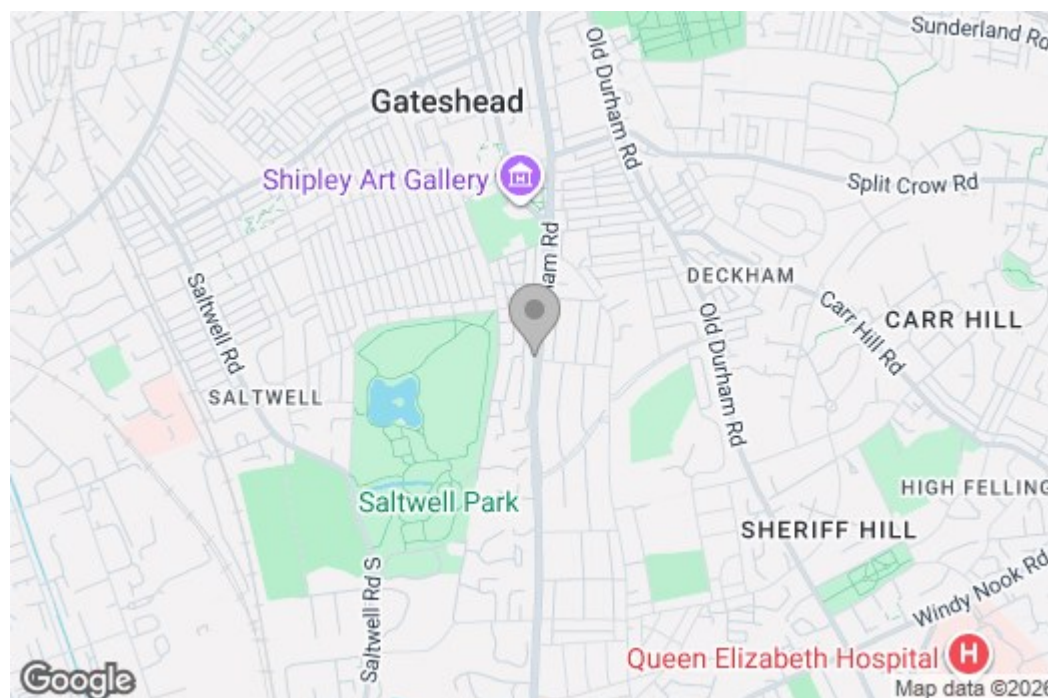 Sunderland Rd
Old Durham Rd
Gateshead
Shipley Art Gallery
Split Crow Rd
am Rd
DECKHAM
Saltwell Rd
Old Durham Rd
Carr Hill Rd
CARR HILL
SALTWELL
HIGH FELLING
Saltwell Park
SHERIFF HILL
Saltwell Rd S
Windy Nook Rd
Queen Elizabeth Hospital
H
Google
Map data ©2026